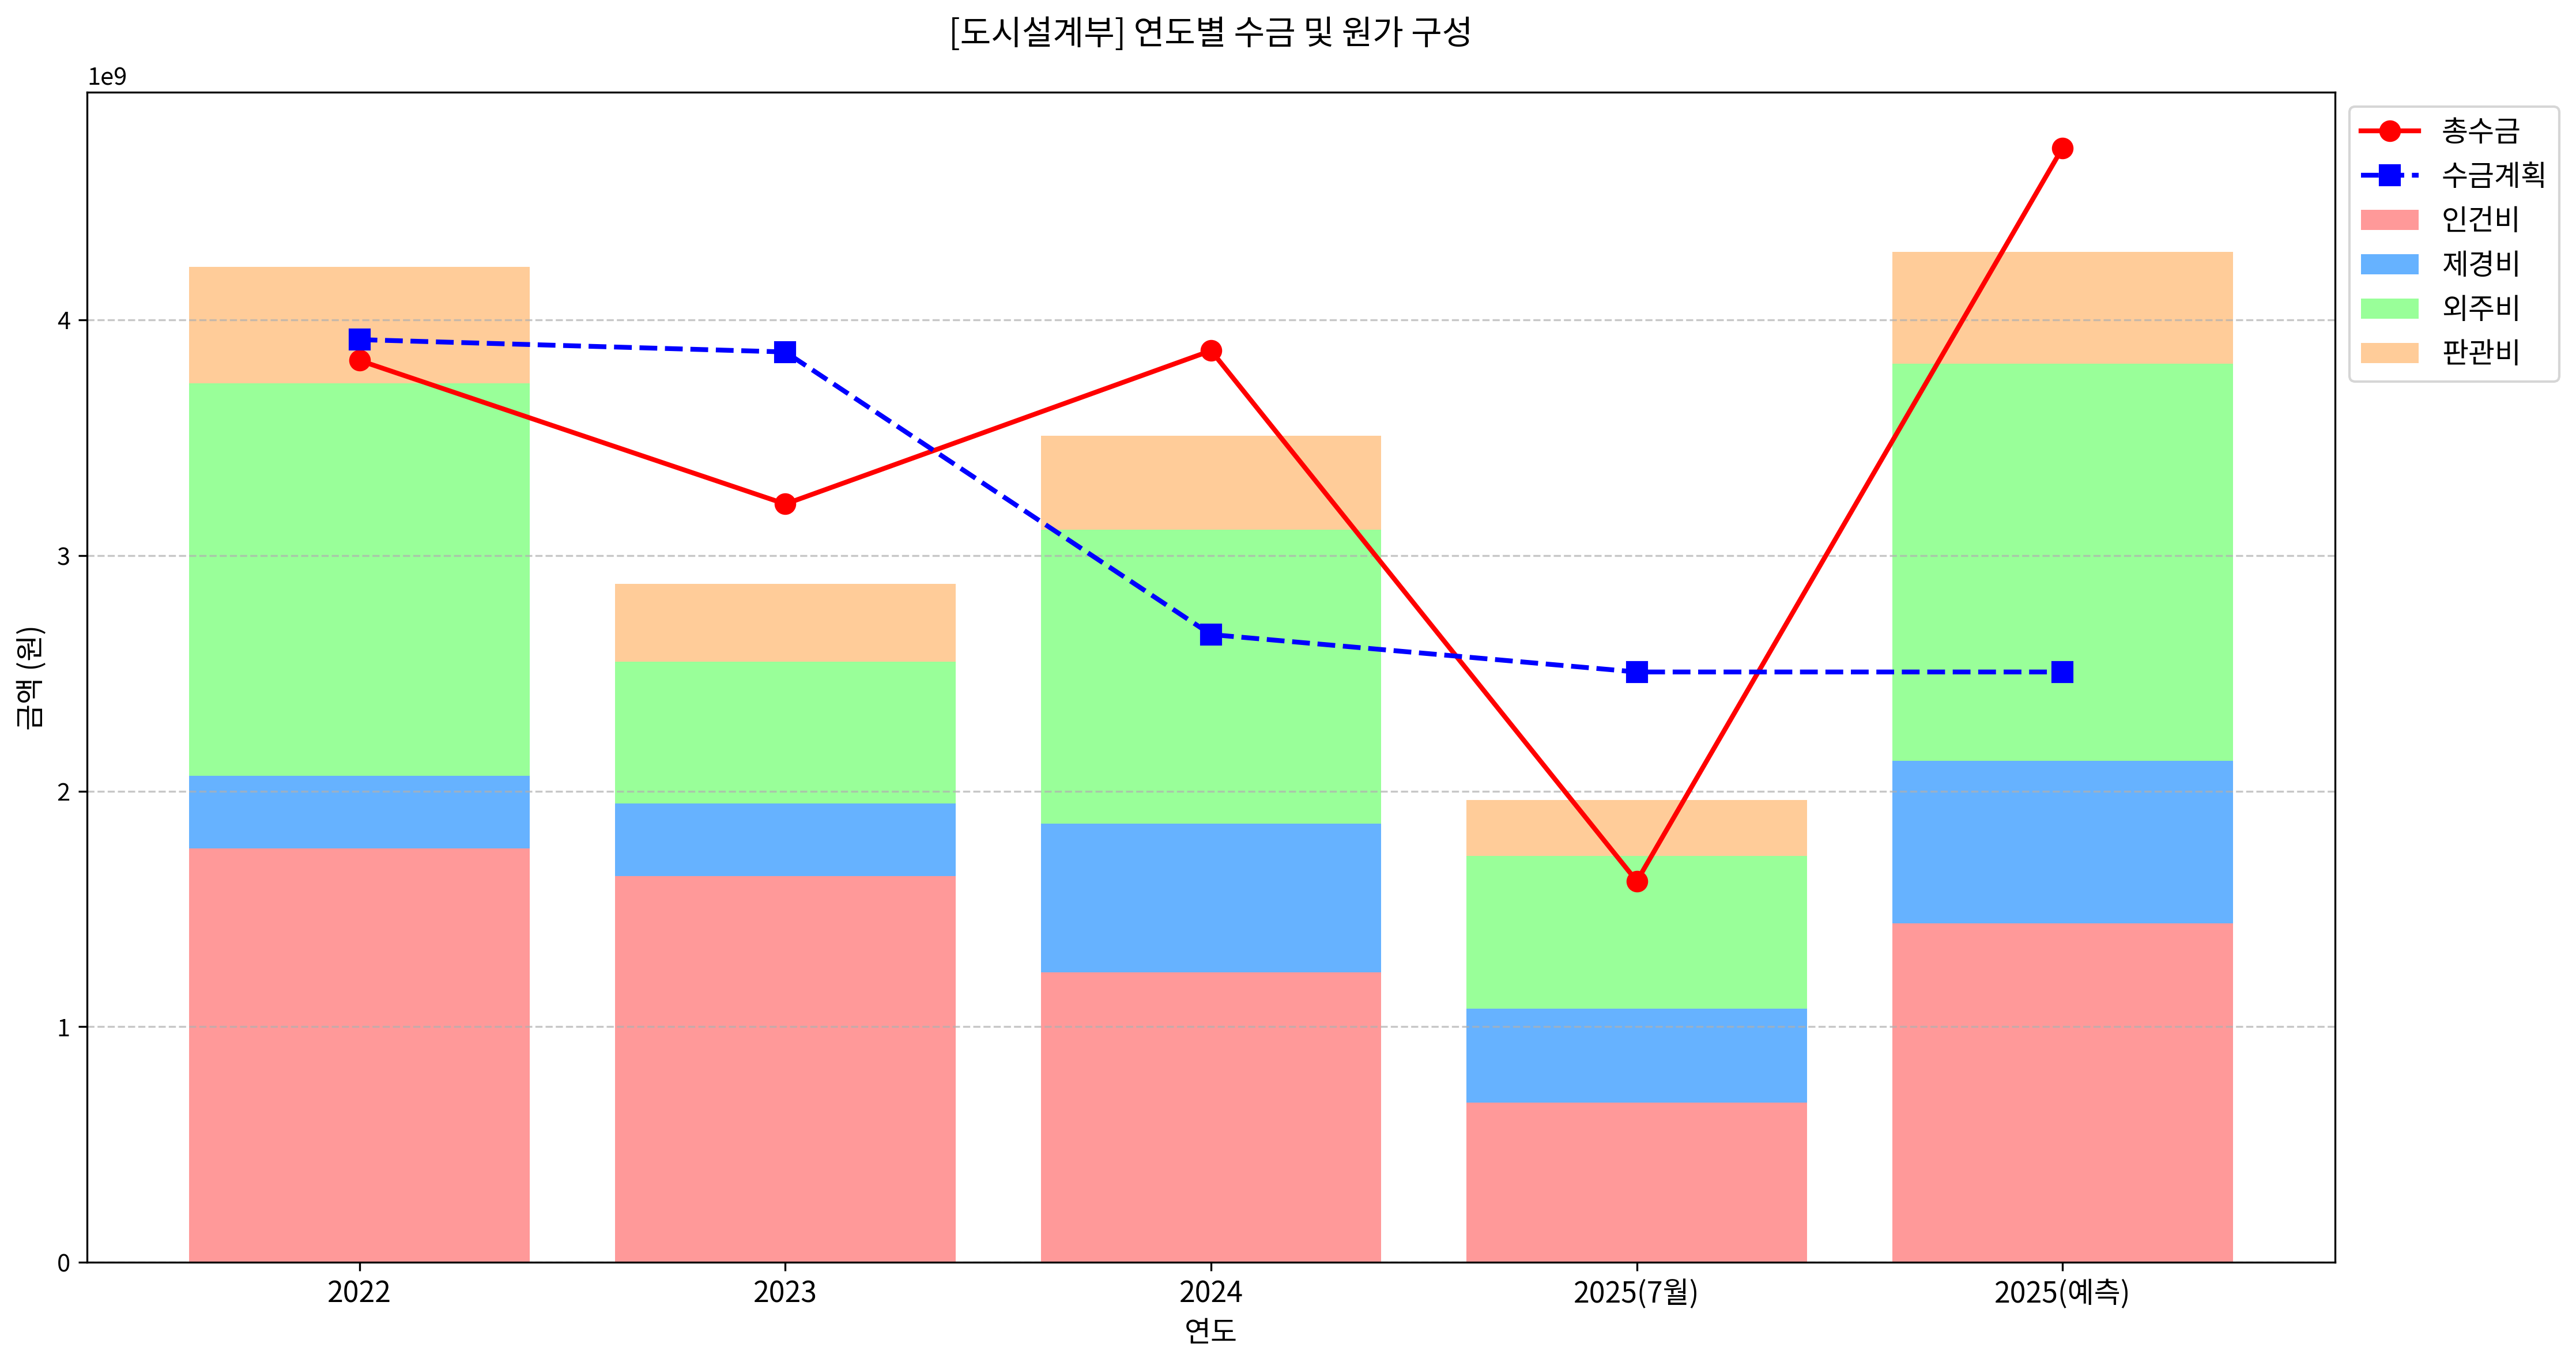 [도시설계부] 연도별 수금 및 원가 구성
1e9
총수금
수금계획
인건비
제경비
외주비
판관비
4
3
2
1
0
금액 (원)
2022
2023
2024
2025(7월)
2025(예측)
연도